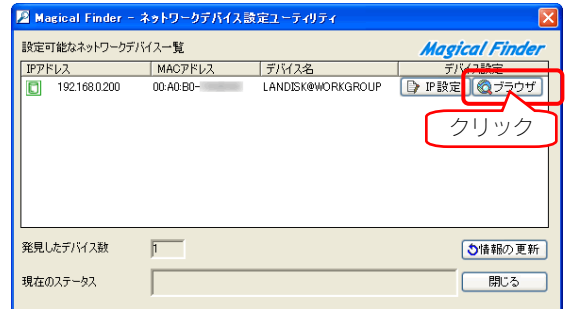 Magical Finder - ネットワークデバイス設定ユーティリティ
設定可能なネットワークデバイス一覧
Magical Finder
IPアドレス MACアドレス デバイス名 デバイス設定
192.168.0.200 00:A0:B0- LANDISK@WORKGROUP IP設定 ブラウザ
クリック
発見したデバイス数 1 情報の更新
現在のステータス 閉じる